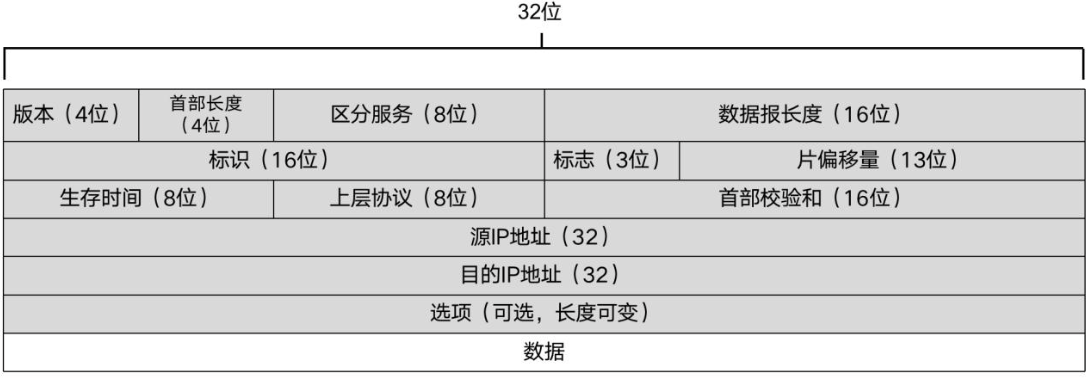 32位
版本（4位）
首部长度
（4位）
区分服务（8位）
数据报长度（16位）
标识（16位）
标志（3位）
片偏移量（13位）
生存时间（8位）
上层协议（8位）
首部校验和（16位）
源IP地址（32）
目的IP地址（32）
选项（可选，长度可变）
数据